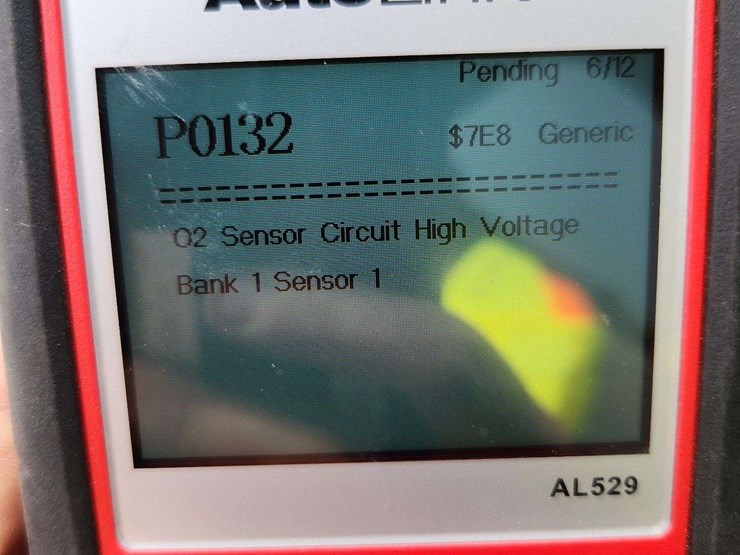 Pending 6/12
P0132 $7E8 Generic
====================================
O2 Sensor Circuit High Voltage
Bank 1 Sensor 1
AL529